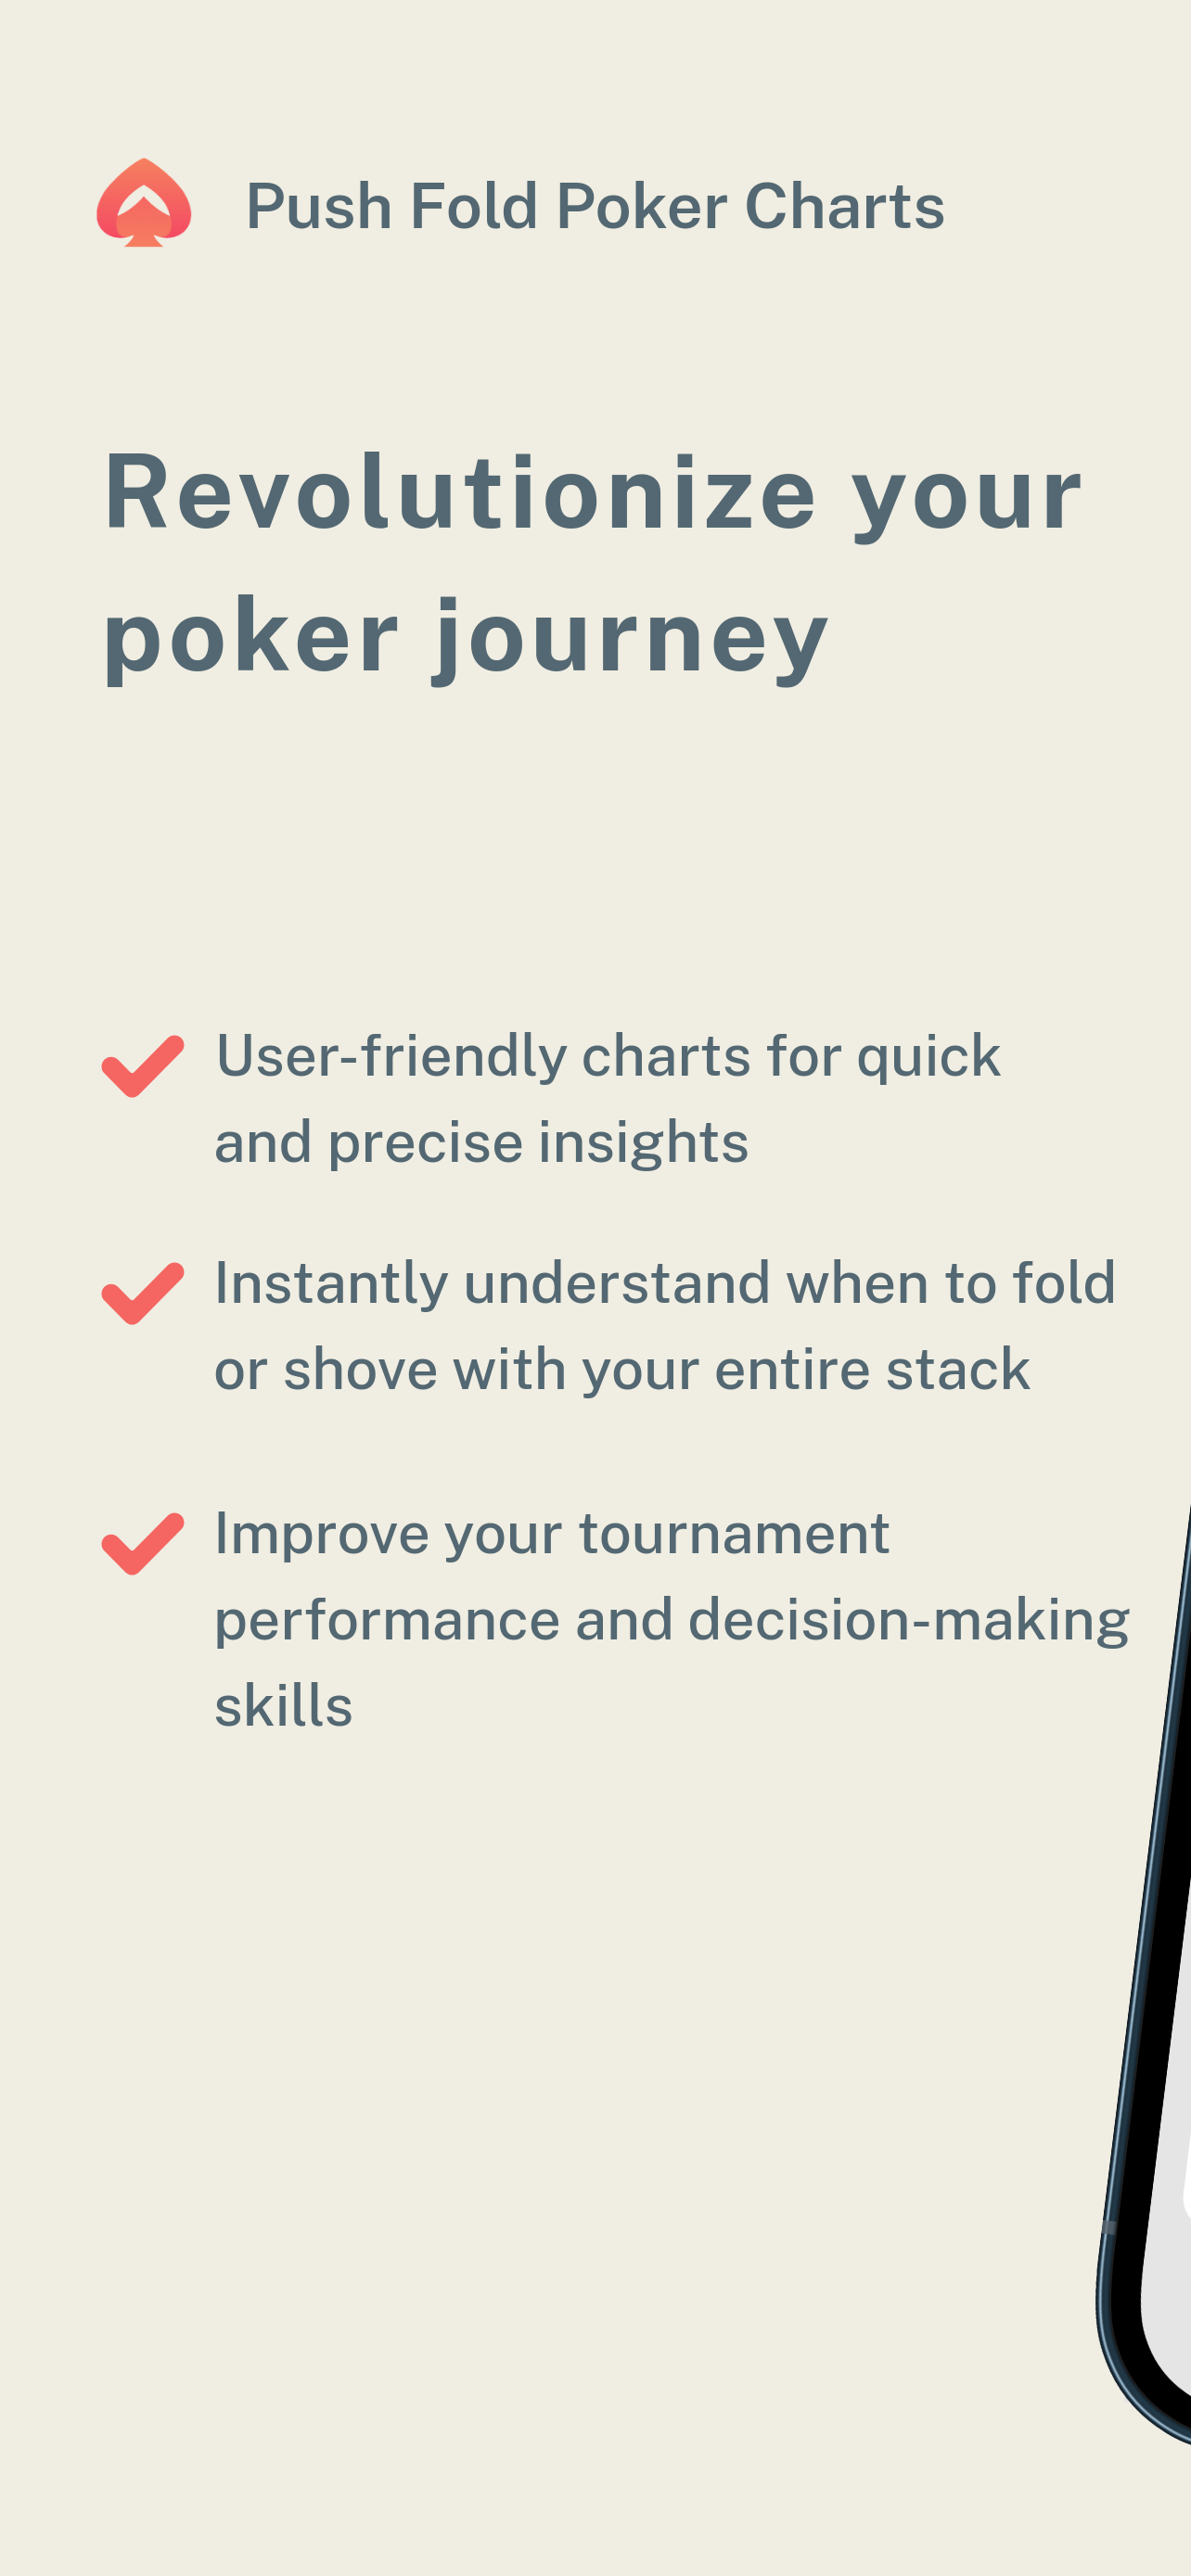 Push Fold Poker Charts
Revolutionize your
poker journey
User-friendly charts for quick
and precise insights
Instantly understand when to fold
or shove with your entire stack
Improve your tournament
performance and decision-making
skills